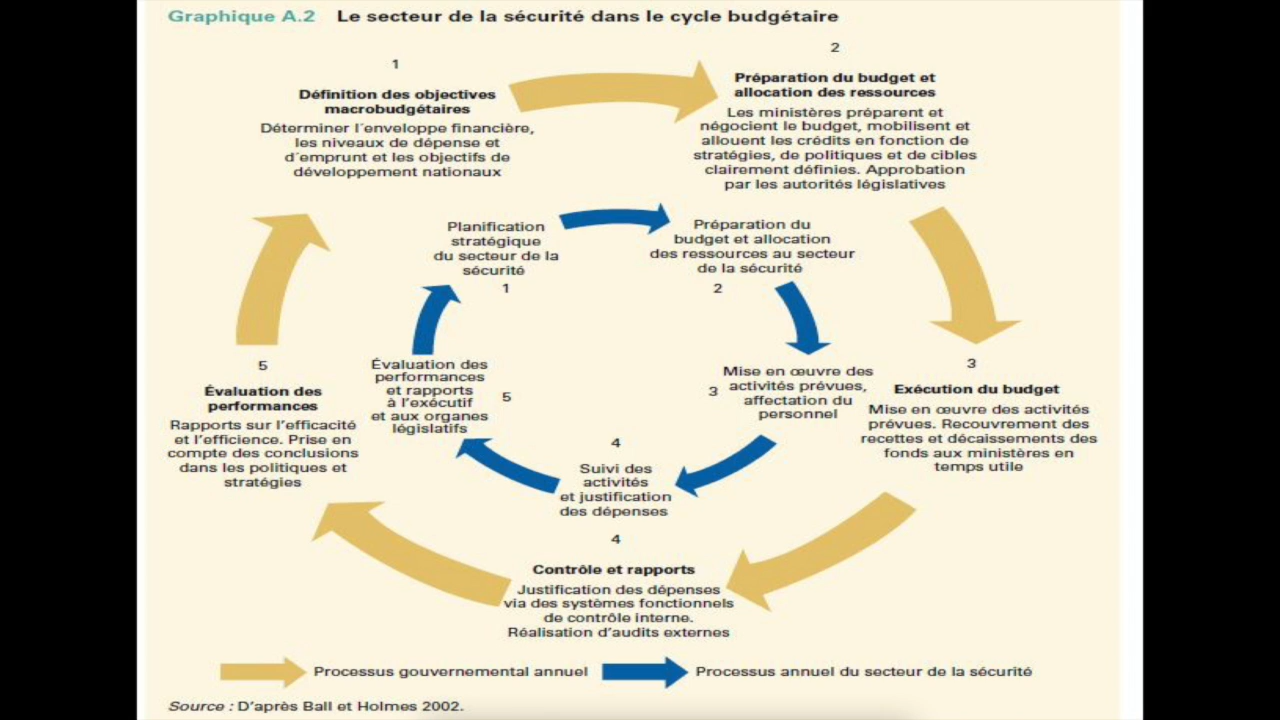 Graphique A.2 Le secteur de la sécurité dans le cycle budgétaire
1
Définition des objectives
macrobudgétaires
Déterminer l´enveloppe financière,
les niveaux de dépense et
d´emprunt et les objectifs de
développement nationaux
2
Préparation du budget et
allocation des ressources
Les ministères préparent et
négocient le budget, mobilisent et
allouent les crédits en fonction de
stratégies, de politiques et de cibles
clairement définies. Approbation
par les autorités législatives
Planification
stratégique
du secteur de la
sécurité
1
Préparation du
budget et allocation
des ressources au secteur
de la sécurité
2
3
Mise en œuvre des
activités prévues,
affectation du
personnel
3
Exécution du budget
Mise en œuvre des activités
prévues. Recouvrement des
recettes et décaissements des
fonds aux ministères en
temps utile
5
Évaluation des
performances
Rapports sur l’efficacité
et l’efficience. Prise en
compte des conclusions
dans les politiques et
stratégies
Évaluation des
performances
et rapports
à l’exécutif
et aux organes
législatifs
5
4
Suivi des
activités
et justification
des dépenses
4
Contrôle et rapports
Justification des dépenses
via des systèmes fonctionnels
de contrôle interne.
Réalisation d’audits externes
Processus gouvernemental annuel
Processus annuel du secteur de la sécurité
Source : D’après Ball et Holmes 2002.